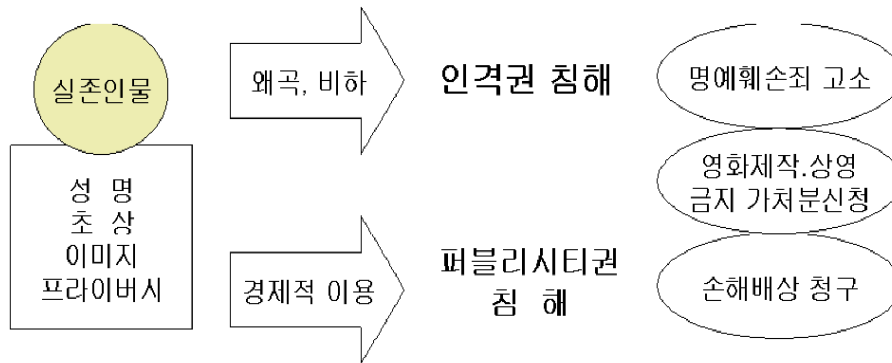 실존인물
성 명
초 상
이미지
프라이버시
왜곡, 비하
경제적 이용
인격권 침해
퍼블리시티권
침 해
명예훼손죄 고소
영화제작.상영
금지 가처분신청
손해배상 청구